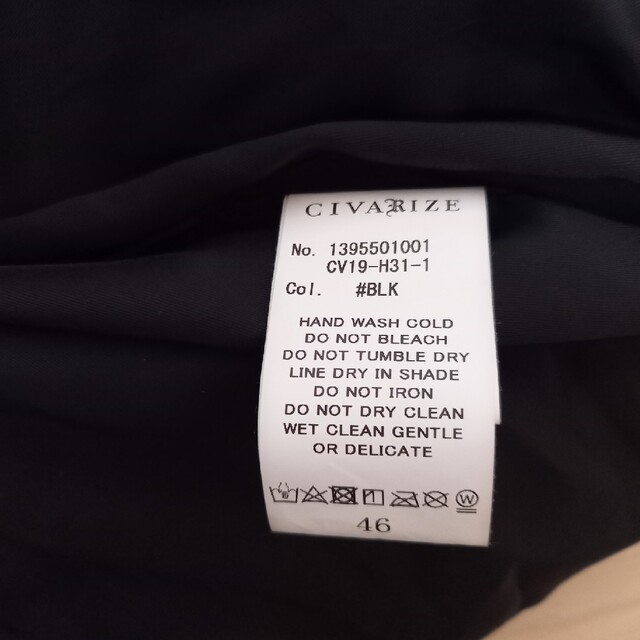 CIVARIZE
No. 1395501001
CV19-H31-1
Col. #BLK
HAND WASH COLD
DO NOT BLEACH
DO NOT TUMBLE DRY
LINE DRY IN SHADE
DO NOT IRON
DO NOT DRY CLEAN
WET CLEAN GENTLE
OR DELICATE
W
46